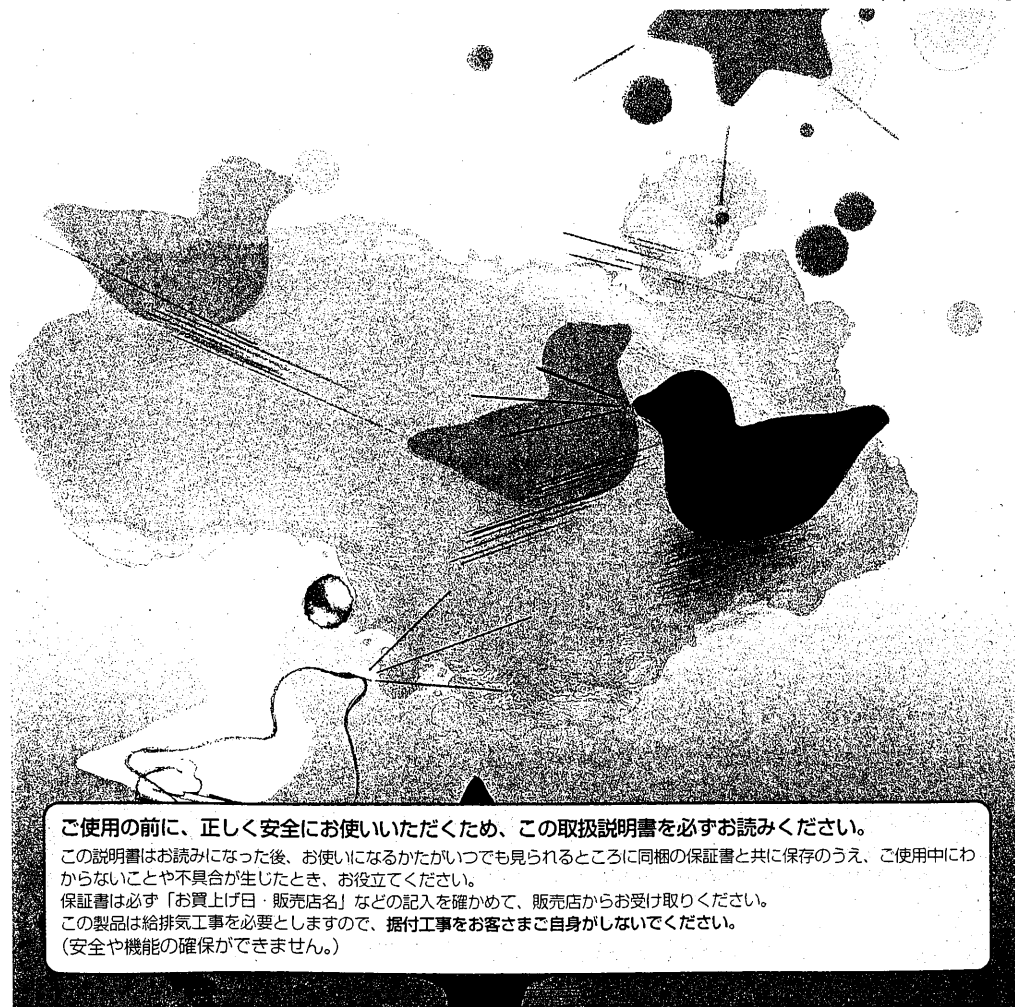 ご使用の前に、正しく安全にお使いいただくため、この取扱説明書を必ずお読みください。
この説明書はお読みになった後、お使いになるかたがいつでも見られるところに同梱の保証書と共に保存のうえ、ご使用中にわ
からないことや不具合が生じたとき、お役立てください。
保証書は必ず「お買上げ日・販売店名」などの記入を確かめて、販売店からお受け取りください。
この製品は給排気工事を必要としますので、据付工事をお客さまご自身がしないでください。
(安全や機能の確保ができません。)